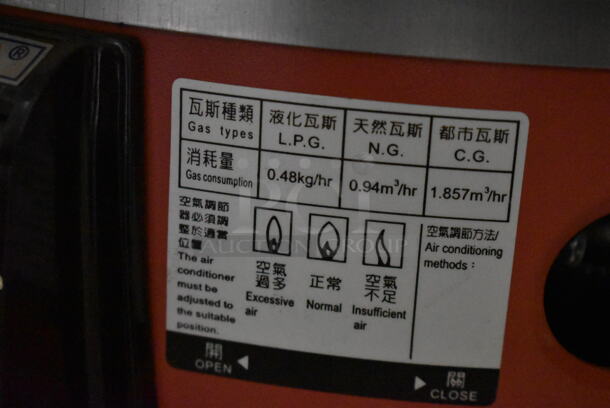 ®
瓦斯種類 液化瓦斯 天然瓦斯 都市瓦斯
Gas types L.P.G. N.G. C.G.
消耗量
Gas consumption 0.48kg/hr 0.94m³/hr 1.857m³/hr
空氣調節
器必須調
整於適當
位置
The air
conditioner
must be
adjusted to
the suitable
position.
空氣
過多
Excessive
air
正常
Normal
空氣
不足
Insufficient
air
空氣調節方法/
Air conditioning
methods：
開
OPEN ◀
▶ 關
CLOSE
AUCTION GROUP